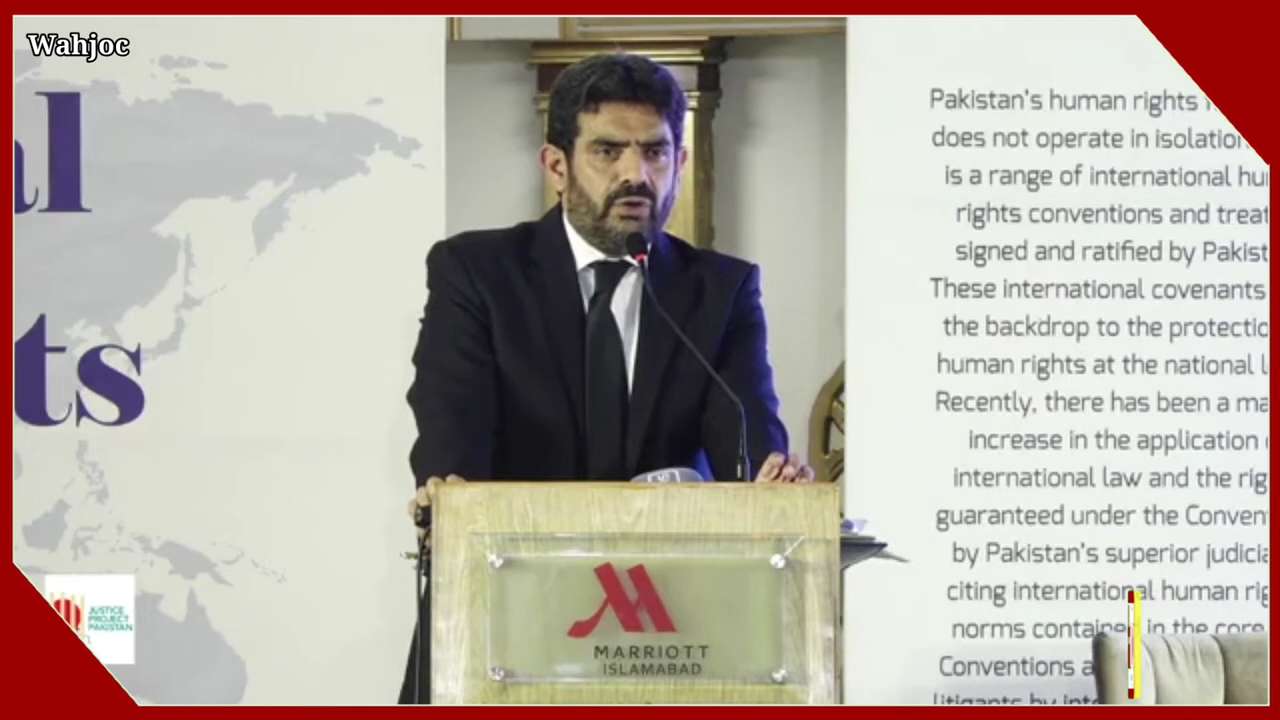 Wahjoc
al
ts
JUSTICE
PROJECT
PAKISTAN
MARRIOTT
ISLAMABAD
Pakistan's human rights
does not operate in isolation
is a range of international hu
rights conventions and treat
signed and ratified by Pakist
These international covenants
the backdrop to the protectio
human rights at the national l
Recently, there has been a ma
increase in the application
international law and the rig
guaranteed under the Conven
by Pakistan's superior judicia
citing international human rig
norms contained in the core
Conventions a
litigants by inte